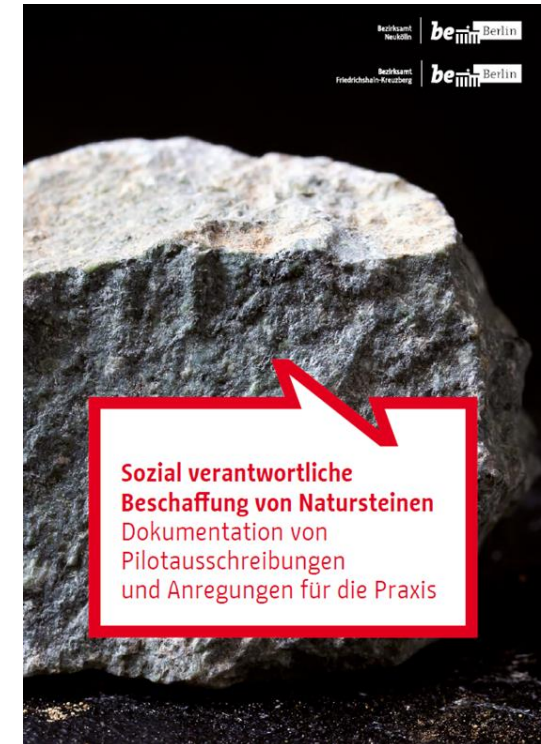 Bezirksamt
Neukölln
be Berlin
Bezirksamt
Friedrichshain-Kreuzberg
be Berlin
Sozial verantwortliche
Beschaffung von Natursteinen
Dokumentation von
Pilotausschreibungen
und Anregungen für die Praxis